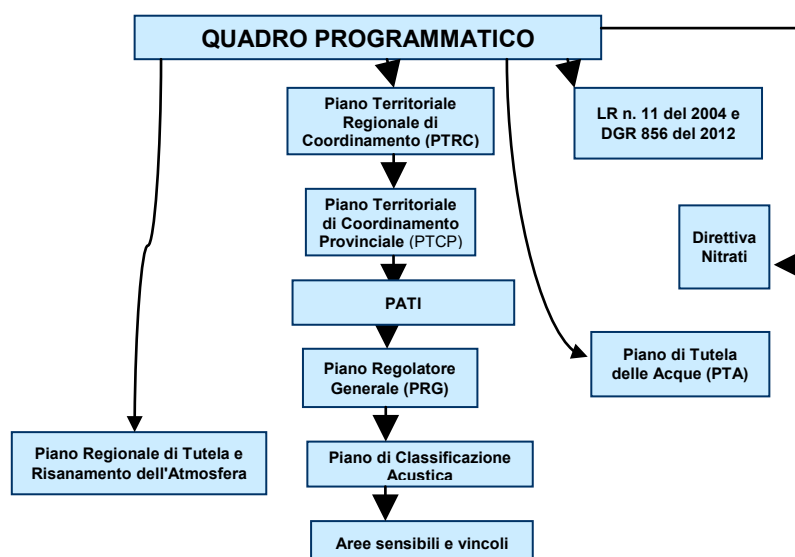 QUADRO PROGRAMMATICO
Piano Territoriale
Regionale di
Coordinamento (PTRC)
LR n. 11 del 2004 e
DGR 856 del 2012
Piano Territoriale
di Coordinamento
Provinciale (PTCP)
Direttiva
Nitrati
PATI
Piano Regolatore
Generale (PRG)
Piano di Tutela
delle Acque (PTA)
Piano Regionale di Tutela e
Risanamento dell'Atmosfera
Piano di Classificazione
Acustica
Aree sensibili e vincoli